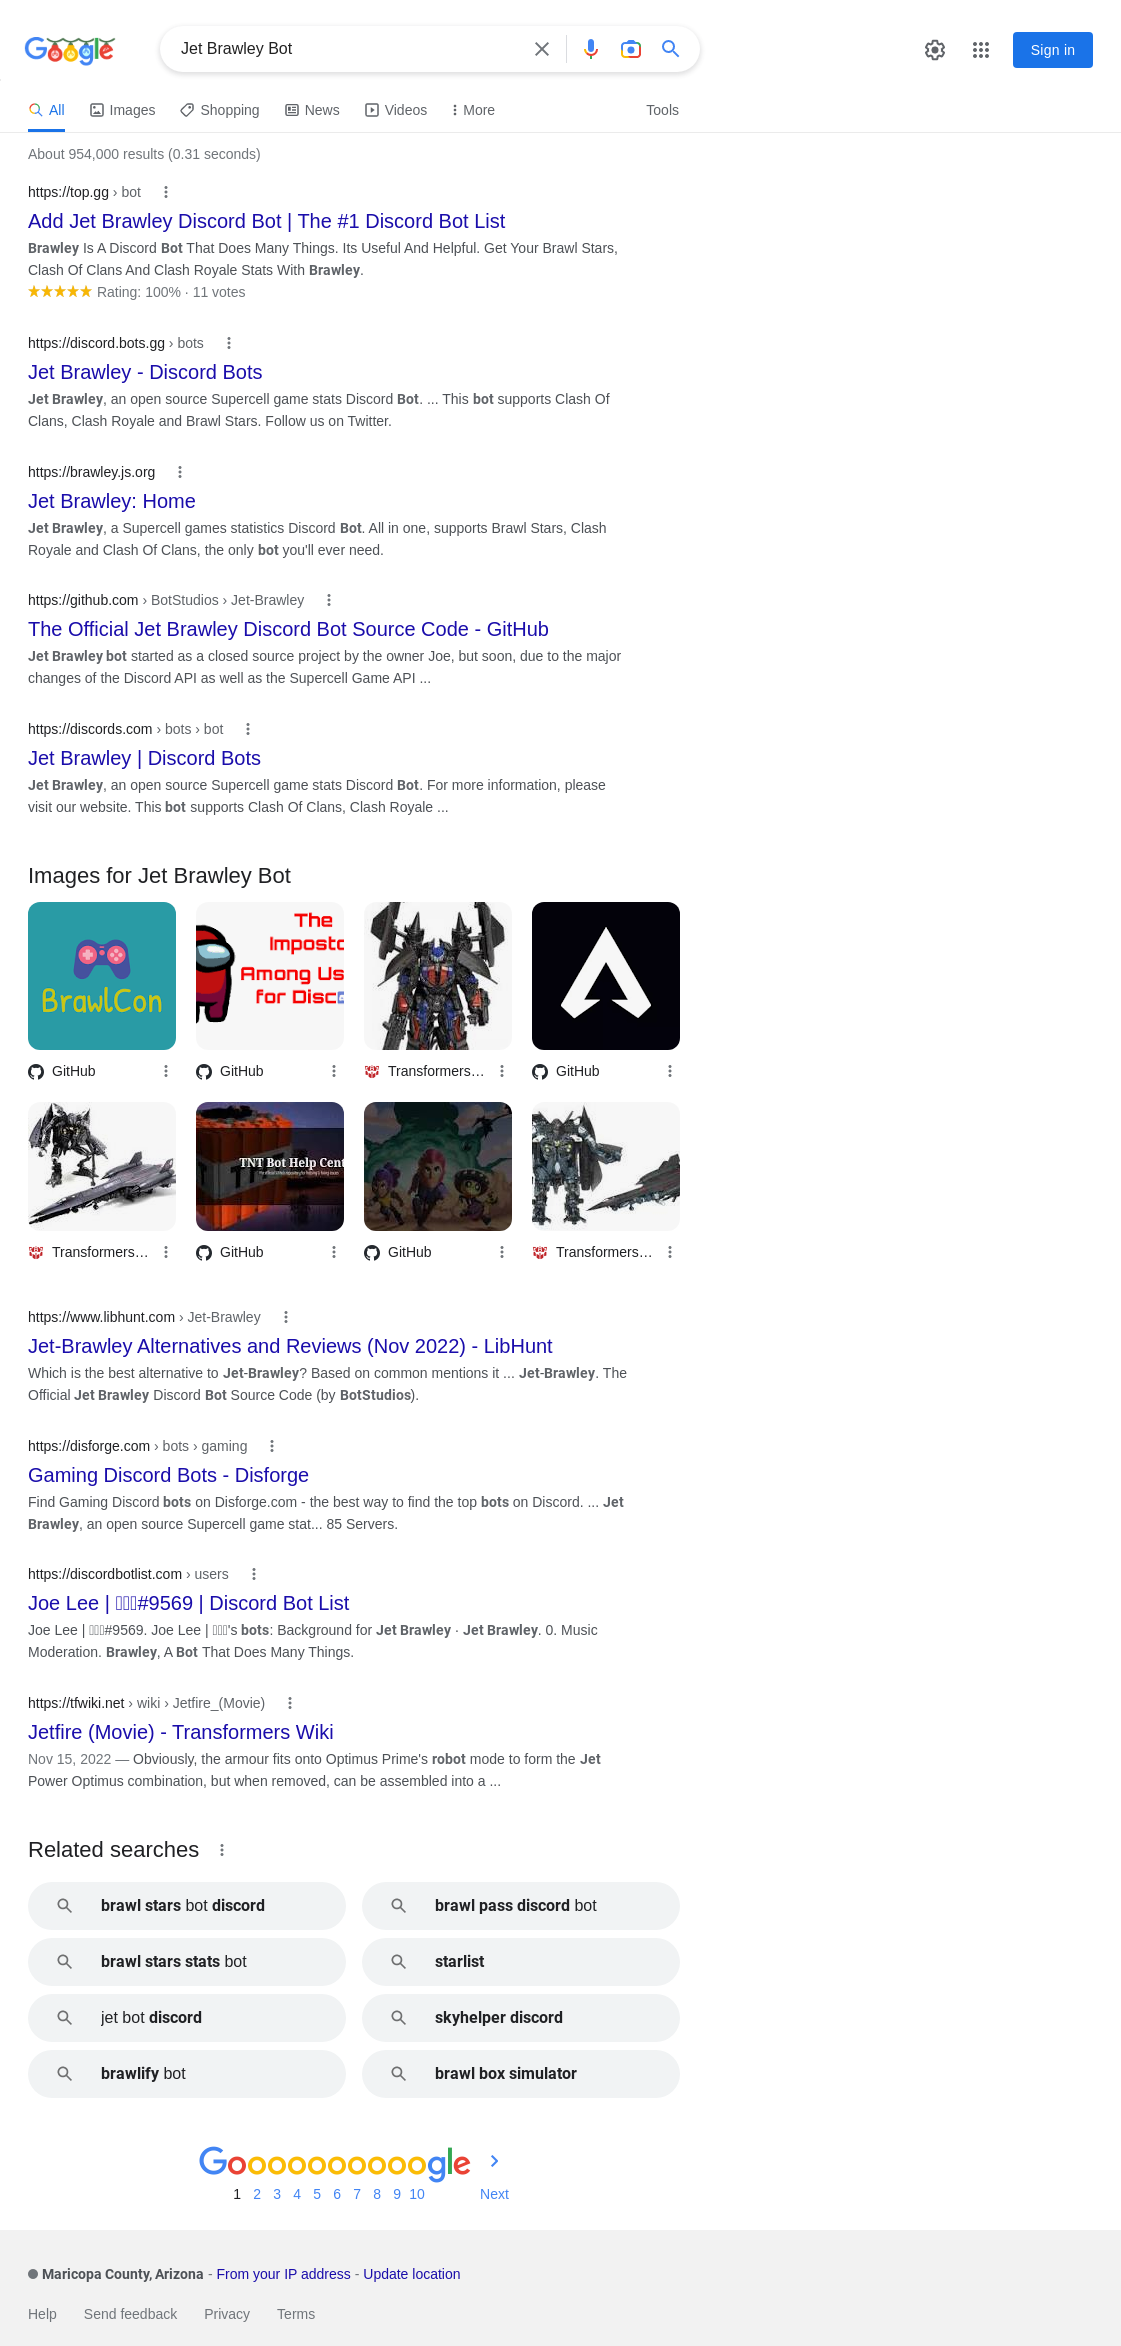 Google
Jet Brawley Bot
Sign in
All
Images
Shopping
News
Videos
More
Tools
About 954,000 results (0.31 seconds)
https://top.gg › bot
Add Jet Brawley Discord Bot | The #1 Discord Bot List
Brawley Is A Discord Bot That Does Many Things. Its Useful And Helpful. Get Your Brawl Stars,
Clash Of Clans And Clash Royale Stats With Brawley.
Rating: 100% · 11 votes
https://discord.bots.gg › bots
Jet Brawley - Discord Bots
Jet Brawley, an open source Supercell game stats Discord Bot. ... This bot supports Clash Of
Clans, Clash Royale and Brawl Stars. Follow us on Twitter.
https://brawley.js.org
Jet Brawley: Home
Jet Brawley, a Supercell games statistics Discord Bot. All in one, supports Brawl Stars, Clash
Royale and Clash Of Clans, the only bot you'll ever need.
https://github.com › BotStudios › Jet-Brawley
The Official Jet Brawley Discord Bot Source Code - GitHub
Jet Brawley bot started as a closed source project by the owner Joe, but soon, due to the major
changes of the Discord API as well as the Supercell Game API ...
https://discords.com › bots › bot
Jet Brawley | Discord Bots
Jet Brawley, an open source Supercell game stats Discord Bot. For more information, please
visit our website. This bot supports Clash Of Clans, Clash Royale ...
Images for Jet Brawley Bot
BrawlCon
The
Imposto
Among Us
for Disc
GitHub
GitHub
Transformers…
GitHub
TNT Bot Help Cent
Transformers…
GitHub
GitHub
Transformers…
https://www.libhunt.com › Jet-Brawley
Jet-Brawley Alternatives and Reviews (Nov 2022) - LibHunt
Which is the best alternative to Jet-Brawley? Based on common mentions it ... Jet-Brawley. The
Official Jet Brawley Discord Bot Source Code (by BotStudios).
https://disforge.com › bots › gaming
Gaming Discord Bots - Disforge
Find Gaming Discord bots on Disforge.com - the best way to find the top bots on Discord. ... Jet
Brawley, an open source Supercell game stat... 85 Servers.
https://discordbotlist.com › users
Joe Lee | #9569 | Discord Bot List
Joe Lee | #9569. Joe Lee | 's bots: Background for Jet Brawley · Jet Brawley. 0. Music
Moderation. Brawley, A Bot That Does Many Things.
https://tfwiki.net › wiki › Jetfire_(Movie)
Jetfire (Movie) - Transformers Wiki
Nov 15, 2022 — Obviously, the armour fits onto Optimus Prime's robot mode to form the Jet
Power Optimus combination, but when removed, can be assembled into a ...
Related searches
brawl stars bot discord
brawl pass discord bot
brawl stars stats bot
starlist
jet bot discord
skyhelper discord
brawlify bot
brawl box simulator
Goooooooooogle
1 2 3 4 5 6 7 8 9 10 Next
Maricopa County, Arizona - From your IP address - Update location
Help Send feedback Privacy Terms